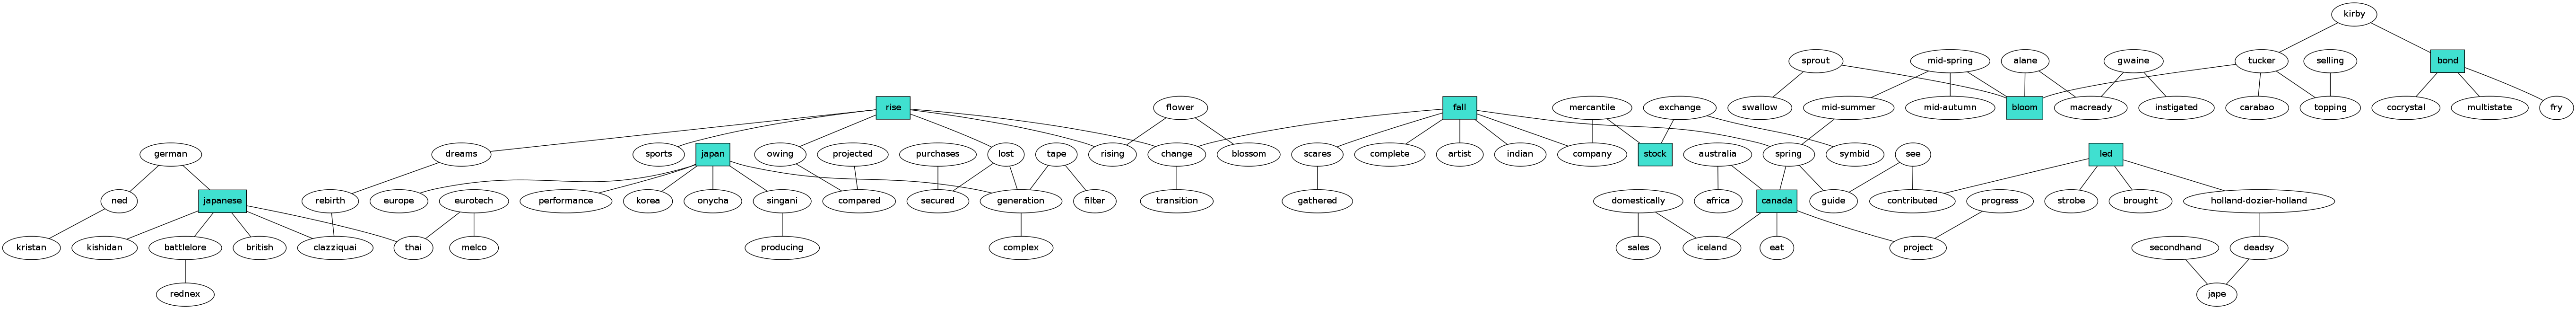 kirby
sprout
mid-spring
alane
gwaine
tucker
selling
bond
rise
flower
fall
mercantile
exchange
swallow
mid-summer
mid-autumn
bloom
macready
instigated
carabao
topping
cocrystal
multistate
fry
german
dreams
sports
japan
owing
projected
purchases
lost
tape
rising
change
blossom
scares
complete
artist
indian
company
stock
australia
spring
symbid
see
led
ned
japanese
rebirth
europe
eurotech
performance
korea
onycha
singani
compared
secured
generation
filter
transition
gathered
domestically
africa
canada
guide
contributed
progress
strobe
brought
holland-dozier-holland
kristan
kishidan
battlelore
british
clazziquai
thai
melco
producing
complex
sales
iceland
eat
project
secondhand
deadsy
rednex
jape